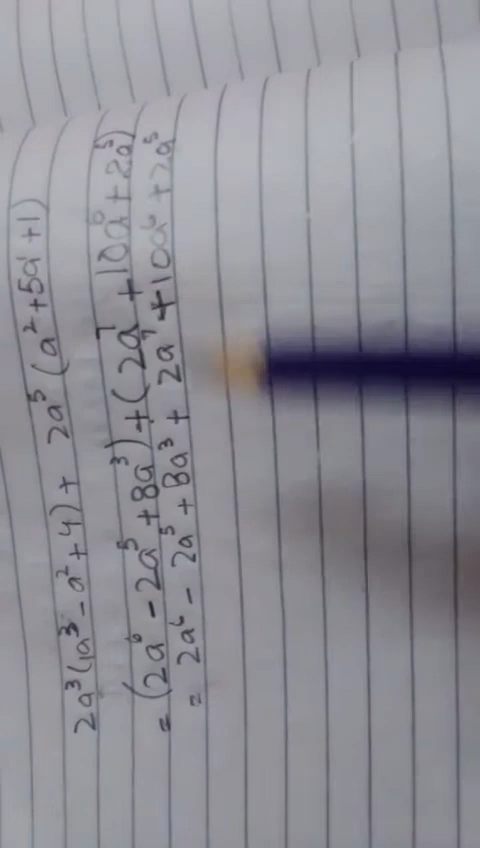 2a³(a³ - a² + 4) + 2a⁵(a² + 5a¹ + 1)
= (2a⁶ - 2a⁵ + 8a³) + (2a⁷ + 10a⁶ + 2a⁵)
= 2a⁶ - 2a⁵ + 8a³ + 2a⁷ + 10a⁶ + 2a⁵